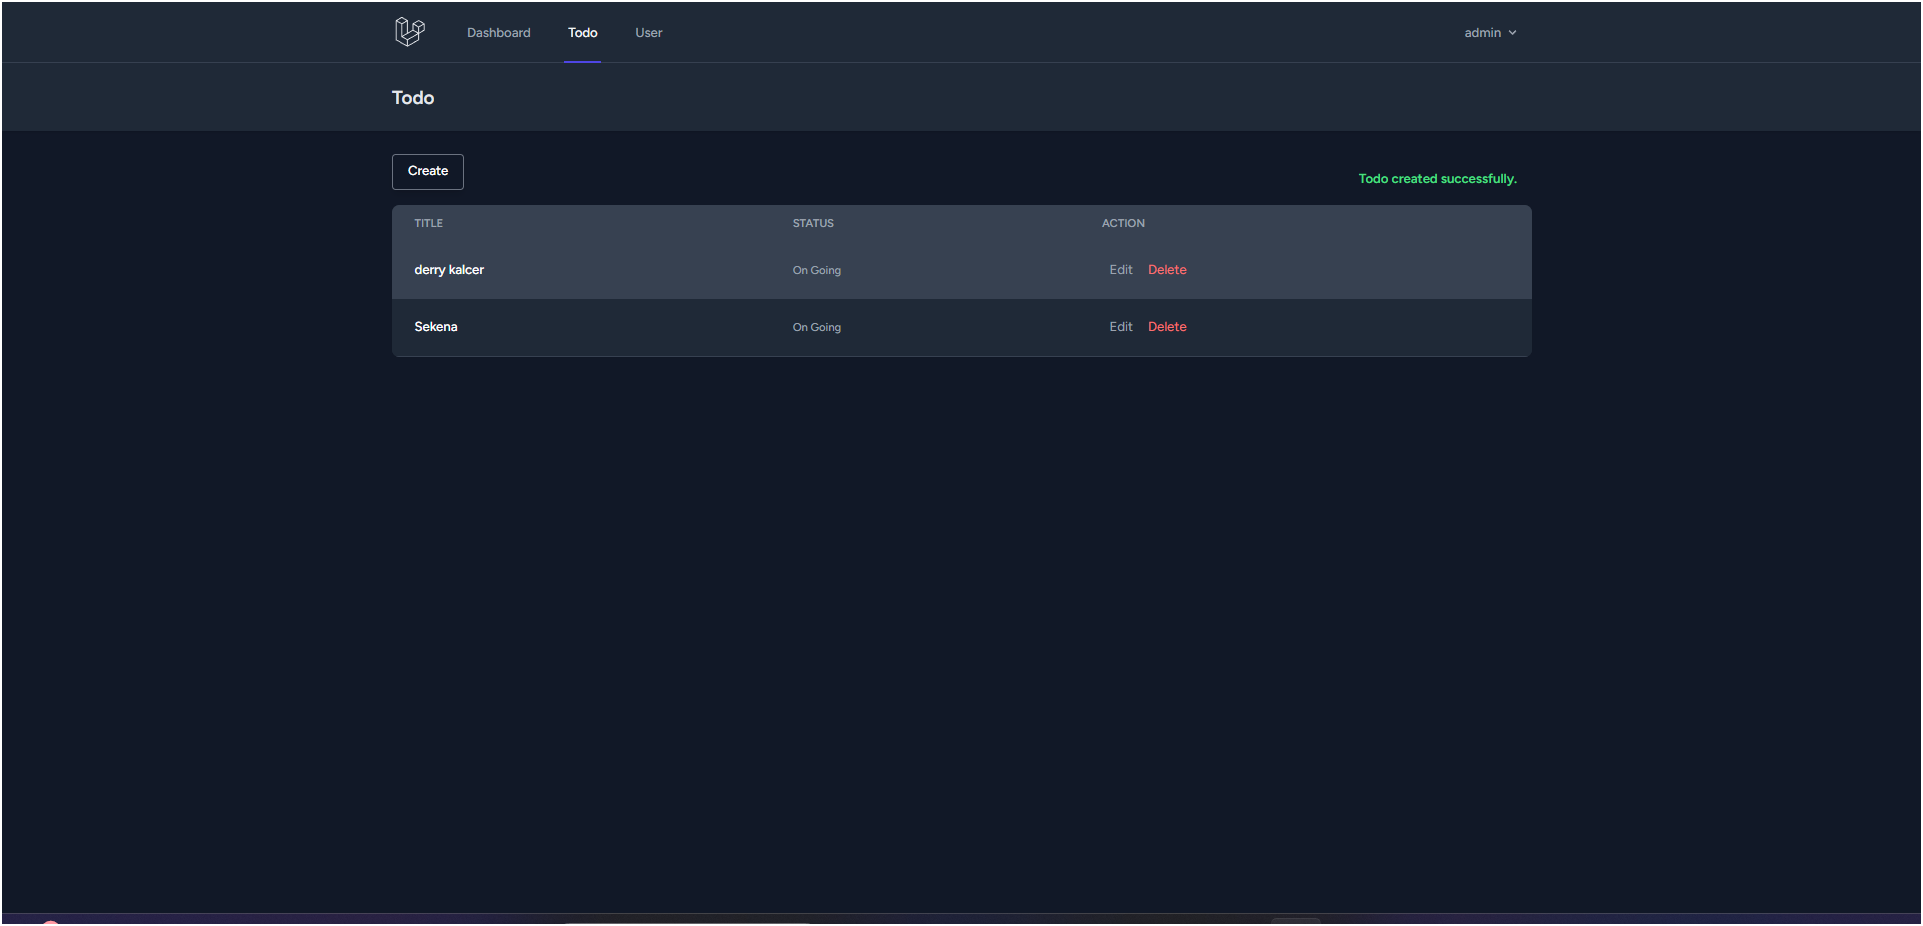 Dashboard Todo User admin
Todo
Create
Todo created successfully.
TITLE STATUS ACTION
derry kalcer On Going Edit Delete
Sekena On Going Edit Delete